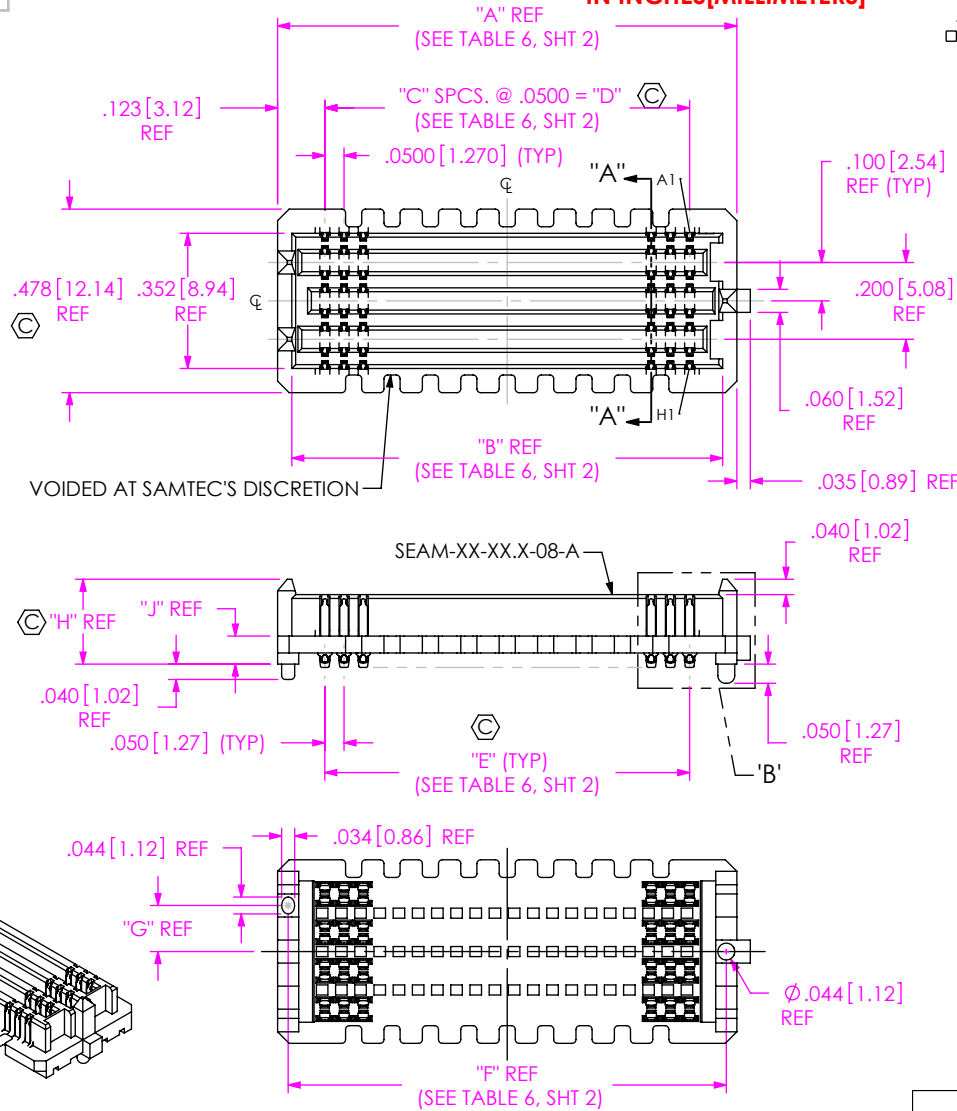 IN INCHES[MILLIMETERS]
"A" REF
(SEE TABLE 6, SHT 2)
.123[3.12]
REF
"C" SPCS. @ .0500 = "D" C
(SEE TABLE 6, SHT 2)
.0500[1.270] (TYP)
"A"
A1
.100[2.54]
REF (TYP)
.478[12.14]
REF
C
.352[8.94]
REF
.200[5.08]
REF
.060[1.52]
REF
"A"
H1
"B" REF
(SEE TABLE 6, SHT 2)
VOIDED AT SAMTEC'S DISCRETION
.035[0.89] REF
SEAM-XX-XX.X-08-A
.040[1.02]
REF
C "H" REF
"J" REF
.040[1.02]
REF
.050[1.27] (TYP)
C
"E" (TYP)
(SEE TABLE 6, SHT 2)
.050[1.27]
REF
'B'
.034[0.86] REF
.044[1.12] REF
"G" REF
Ø.044[1.12]
REF
"F" REF
(SEE TABLE 6, SHT 2)